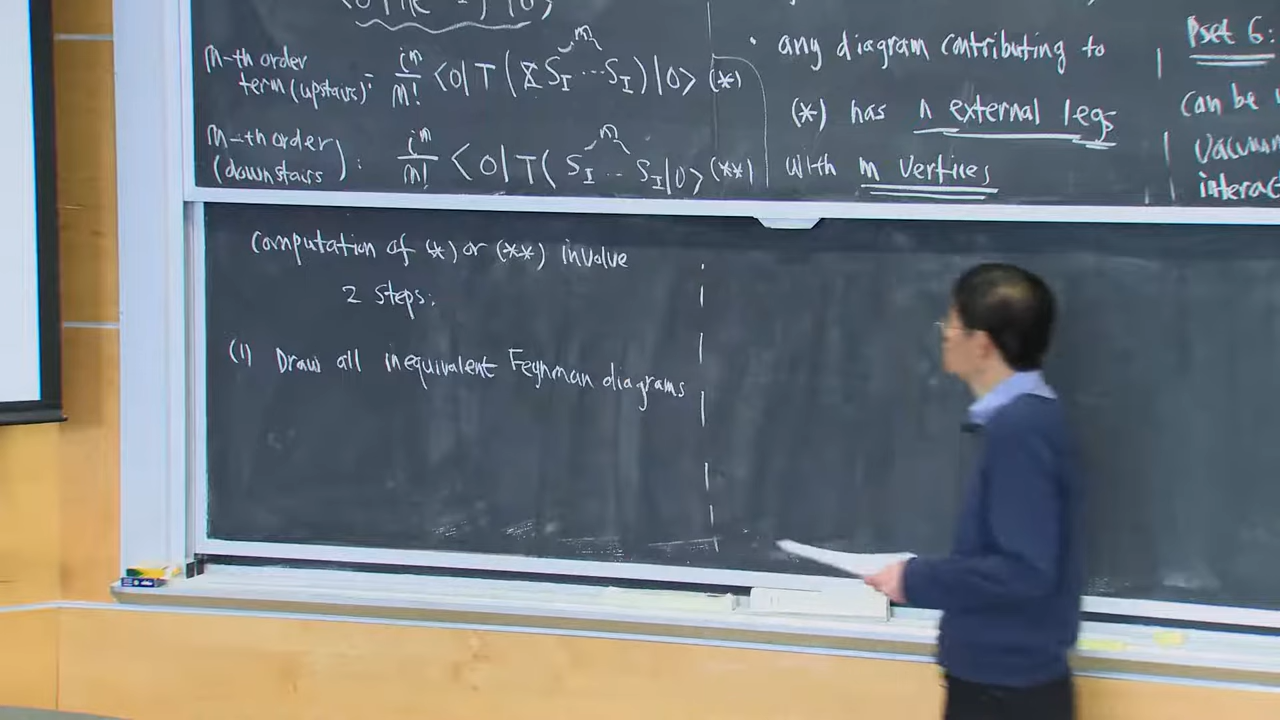 m-th order
term (upstairs): i^m/m! <0|T(X S_I ⋯ S_I)|0> (*)
m
m-th order
(downstairs): i^m/m! <0|T(S_I ⋯ S_I|0> (**)
m
• any diagram contributing to
(*) has n external legs
with m vertices
Pset 6:
can be
Computation of (*) or (**) involve
2 steps:
(1) Draw all inequivalent Feynman diagrams